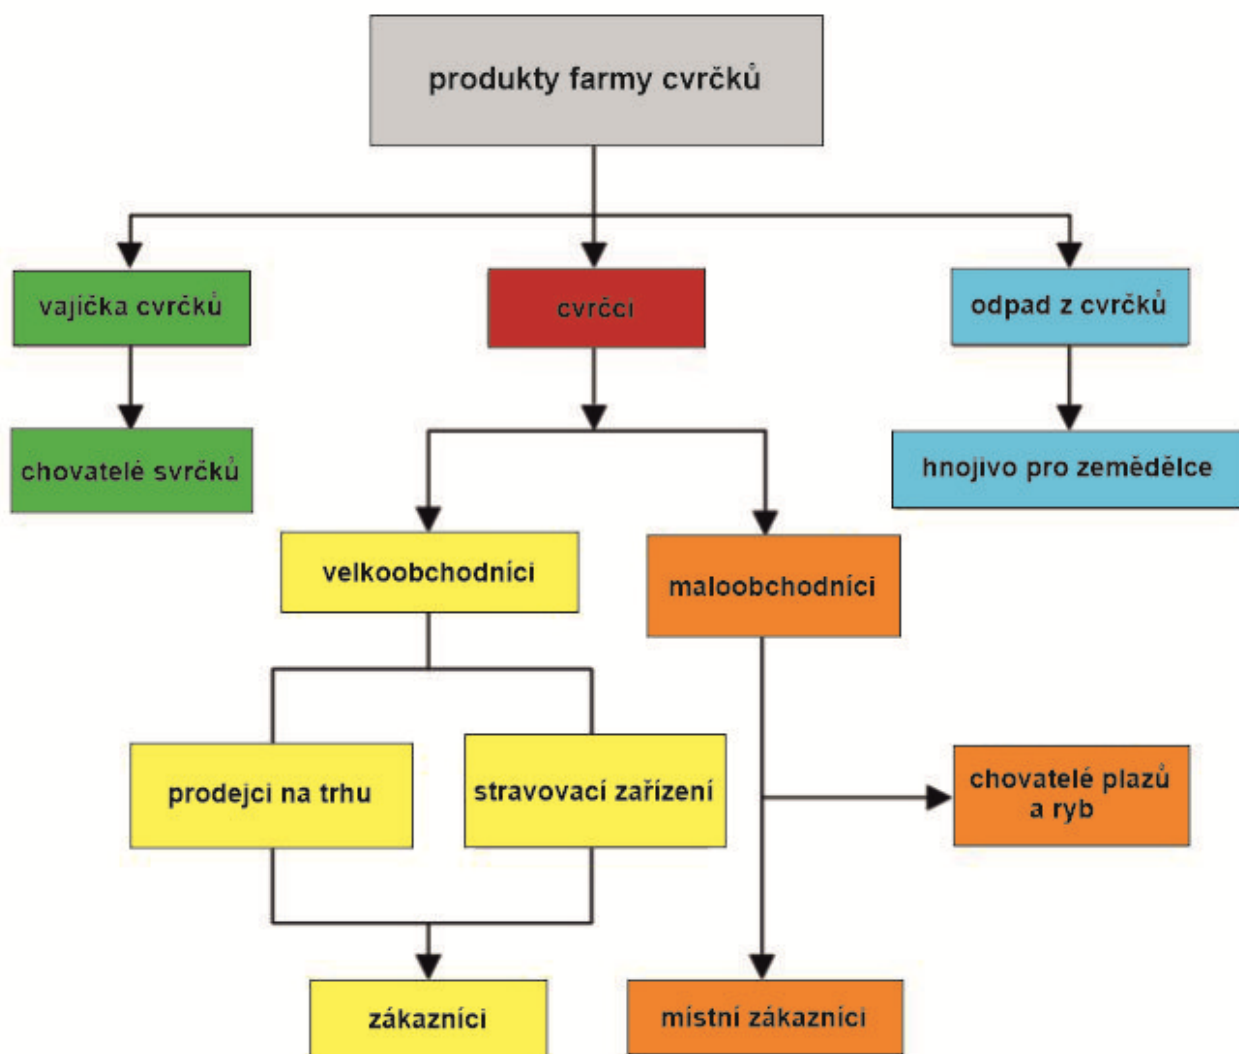 produkty farmy cvrčků
vajíčka cvrčků
cvrčci
odpad z cvrčků
chovatelé svrčků
hnojivo pro zemědělce
velkoobchodníci
maloobchodníci
prodejci na trhu
stravovací zařízení
chovatelé plazů
a ryb
zákazníci
místní zákazníci